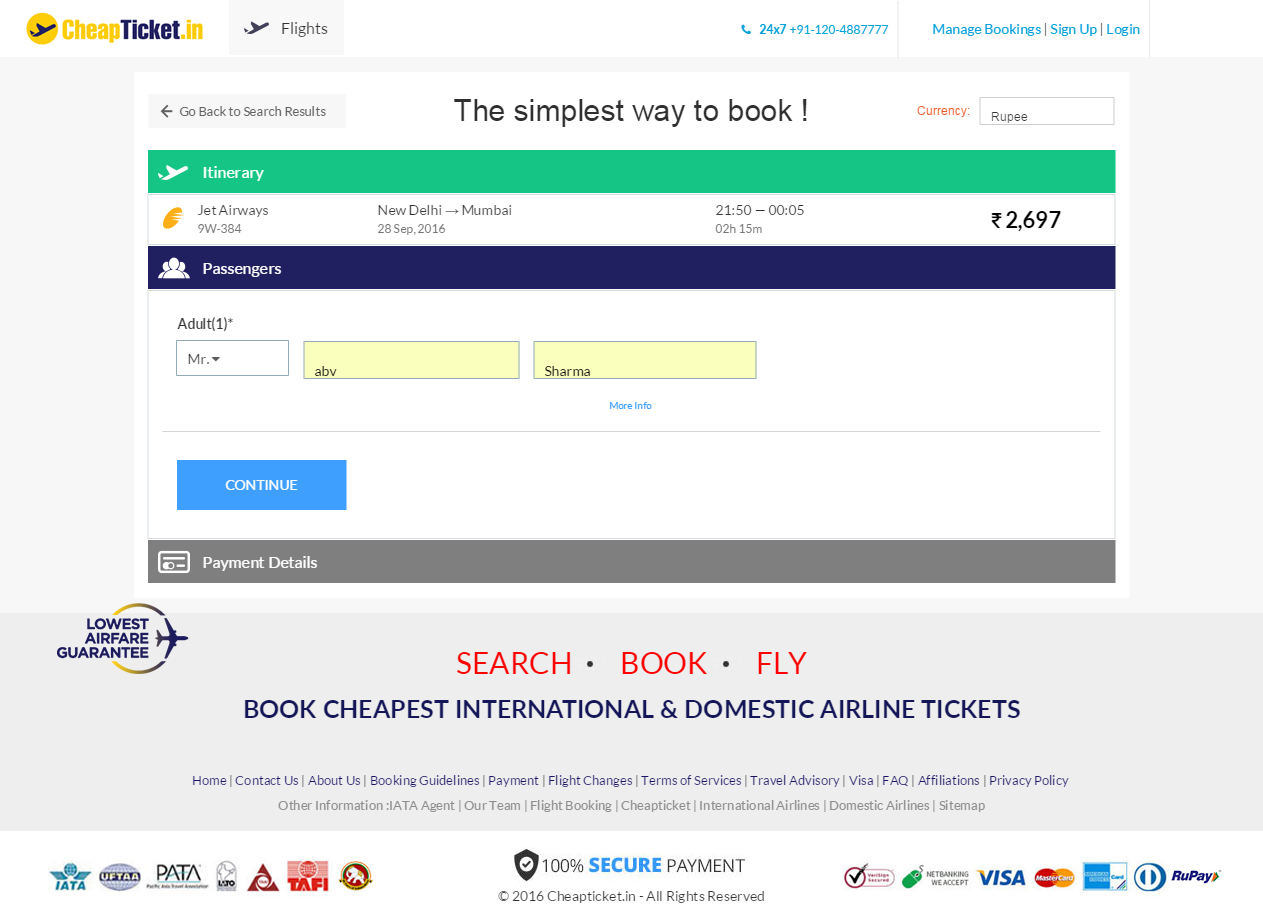 CheapTicket.in Flights 24x7 +91-120-4887777 Manage Bookings | Sign Up | Login
Go Back to Search Results The simplest way to book ! Currency: Rupee
Itinerary
Jet Airways New Delhi → Mumbai 21:50 — 00:05 ₹ 2,697
9W-384 28 Sep, 2016 02h 15m
Passengers
Adult(1)*
Mr. abv Sharma
More Info
CONTINUE
Payment Details
LOWEST
AIRFARE
GUARANTEE
SEARCH • BOOK • FLY
BOOK CHEAPEST INTERNATIONAL & DOMESTIC AIRLINE TICKETS
Home | Contact Us | About Us | Booking Guidelines | Payment | Flight Changes | Terms of Services | Travel Advisory | Visa | FAQ | Affiliations | Privacy Policy
Other Information :IATA Agent | Our Team | Flight Booking | Cheapticket | International Airlines | Domestic Airlines | Sitemap
IATA UFTAA PATA Pacific Asia Travel Association TAFI
100% SECURE PAYMENT
© 2016 Cheapticket.in - All Rights Reserved
VeriSign Secured NETBANKING WE ACCEPT VISA MasterCard RuPay